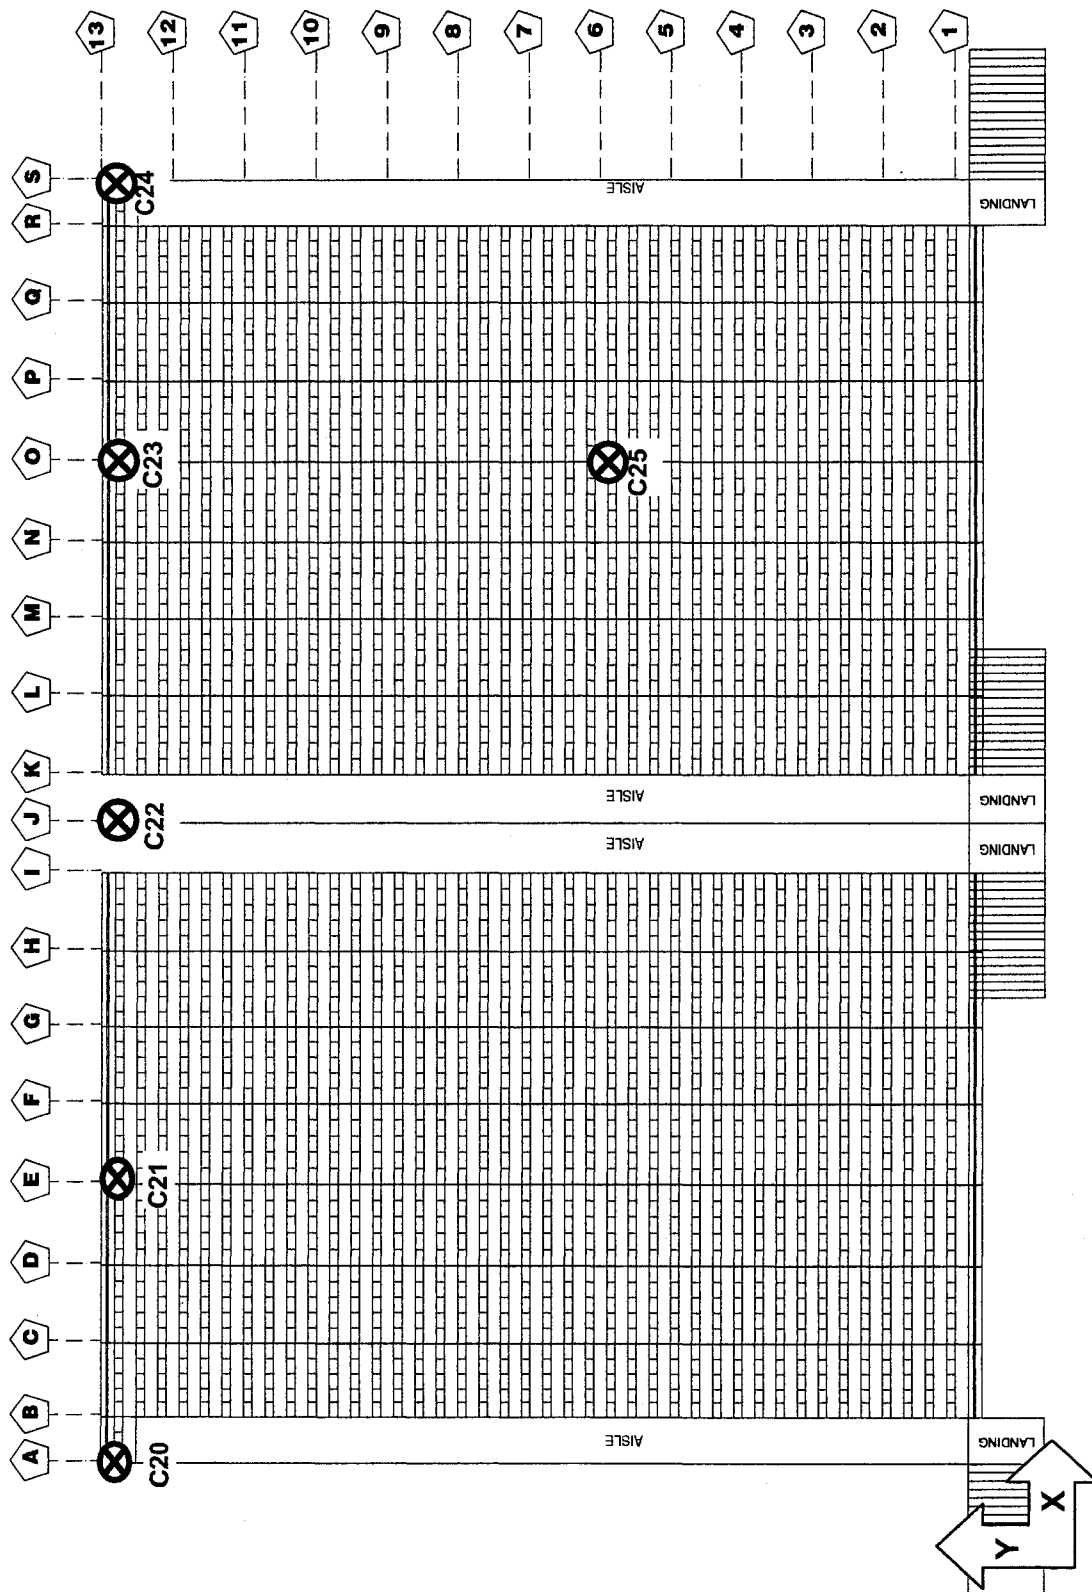 13
12
11
10
9
8
7
6
5
4
3
2
1
S
R
Q
P
O
N
M
L
K
J
I
H
G
F
E
D
C
B
A
C24
AISLE
LANDING
C23
C25
C22
AISLE
LANDING
AISLE
LANDING
C21
C20
AISLE
LANDING
Y
X